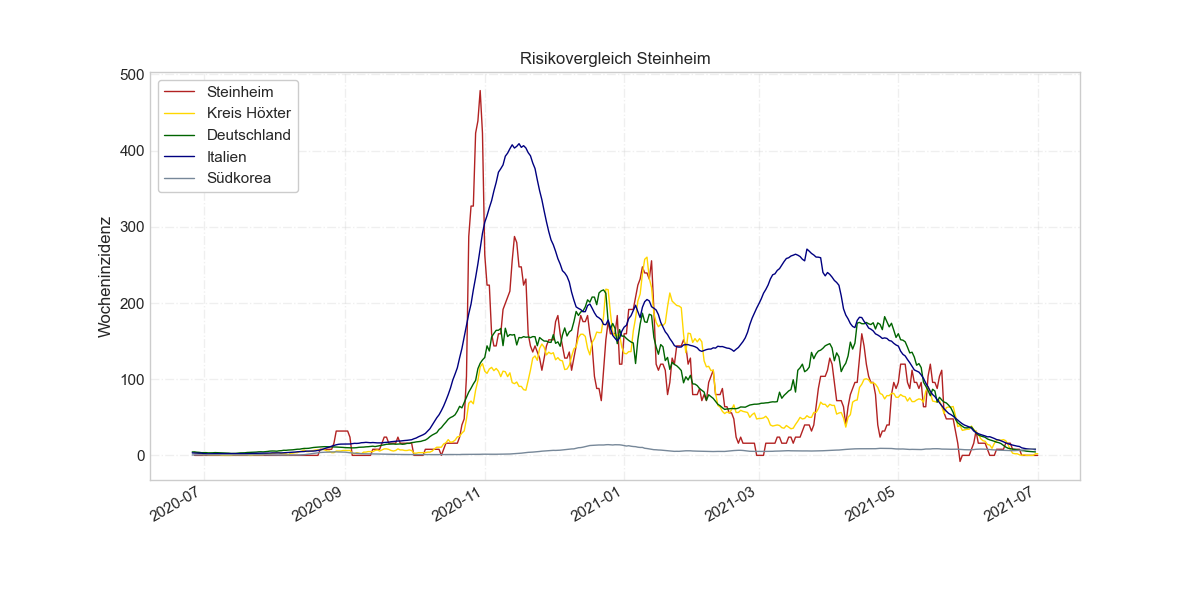 Risikovergleich Steinheim
500
400
300
200
100
0
Wocheninzidenz
Steinheim
Kreis Höxter
Deutschland
Italien
Südkorea
2020-07
2020-09
2020-11
2021-01
2021-03
2021-05
2021-07